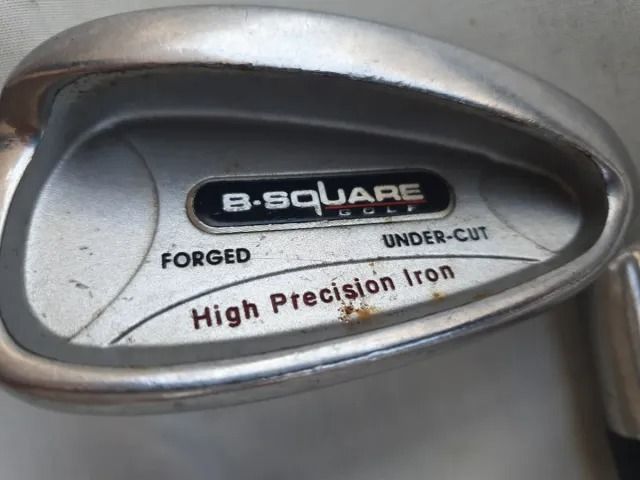 B-SQUARE
GOLF
FORGED
UNDER-CUT
High Precision Iron